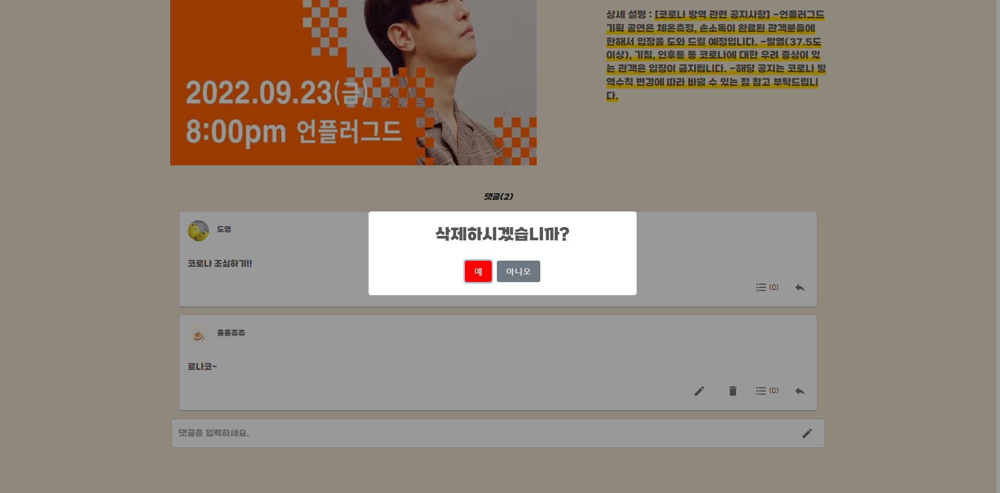 상세 설명 : [코로나 방역 관련 공지사항] -언플러그드
기획 공연은 체온측정, 손소독이 완료된 관객분들에
한해서 입장을 도와 드릴 예정입니다. -발열(37.5도
이상), 기침, 인후통 등 코로나에 대한 우려 증상이 있
는 관객은 입장이 금지됩니다. -해당 공지는 코로나 방
역수칙 변경에 따라 바뀔 수 있는 점 참고 부탁드립니
다.
2022.09.23(금)
8:00pm 언플러그드
댓글(2)
도영
코로나 조심하기!!
(0)
삭제하시겠습니까?
예 아니오
홍홍쥬쥬
로나코~
(0)
댓글을 입력하세요.